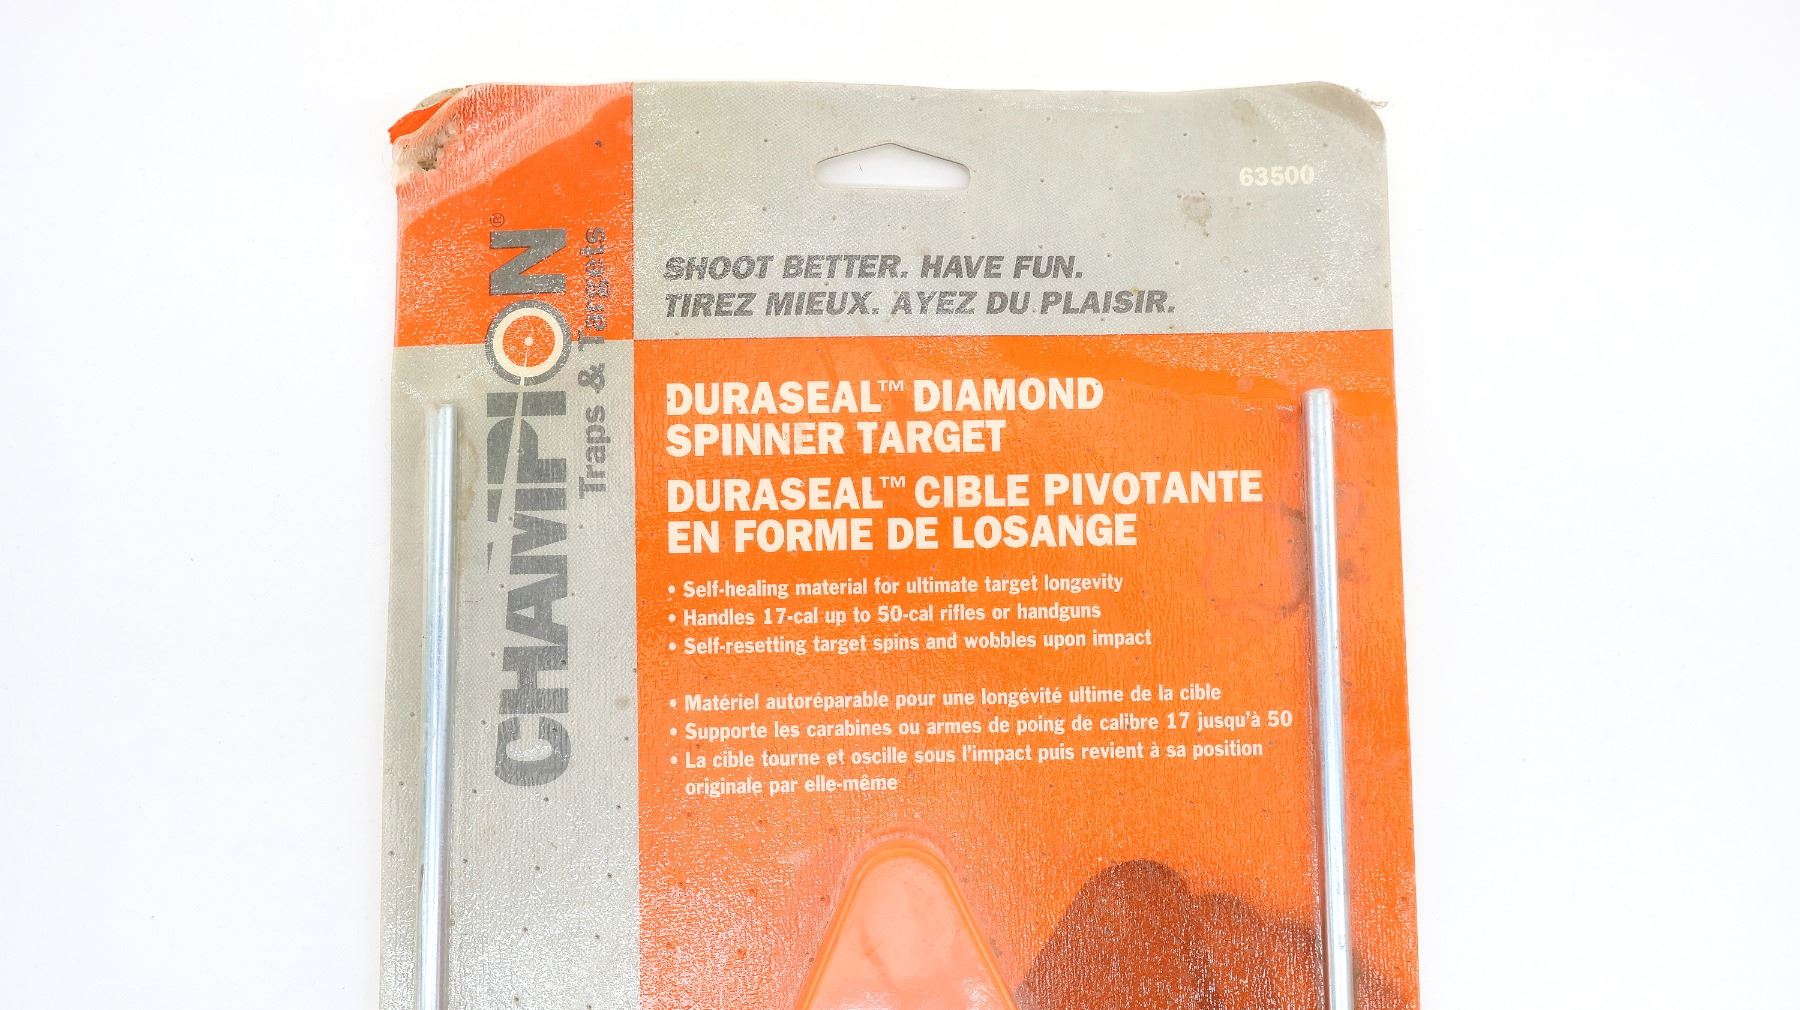 63500
SHOOT BETTER. HAVE FUN.
TIREZ MIEUX. AYEZ DU PLAISIR.
CHAMPION®
Traps & Targets
DURASEAL™ DIAMOND
SPINNER TARGET
DURASEAL™ CIBLE PIVOTANTE
EN FORME DE LOSANGE
• Self-healing material for ultimate target longevity
• Handles 17-cal up to 50-cal rifles or handguns
• Self-resetting target spins and wobbles upon impact
• Matériel autoréparable pour une longévité ultime de la cible
• Supporte les carabines ou armes de poing de calibre 17 jusqu'à 50
• La cible tourne et oscille sous l'impact puis revient à sa position
originale par elle-même